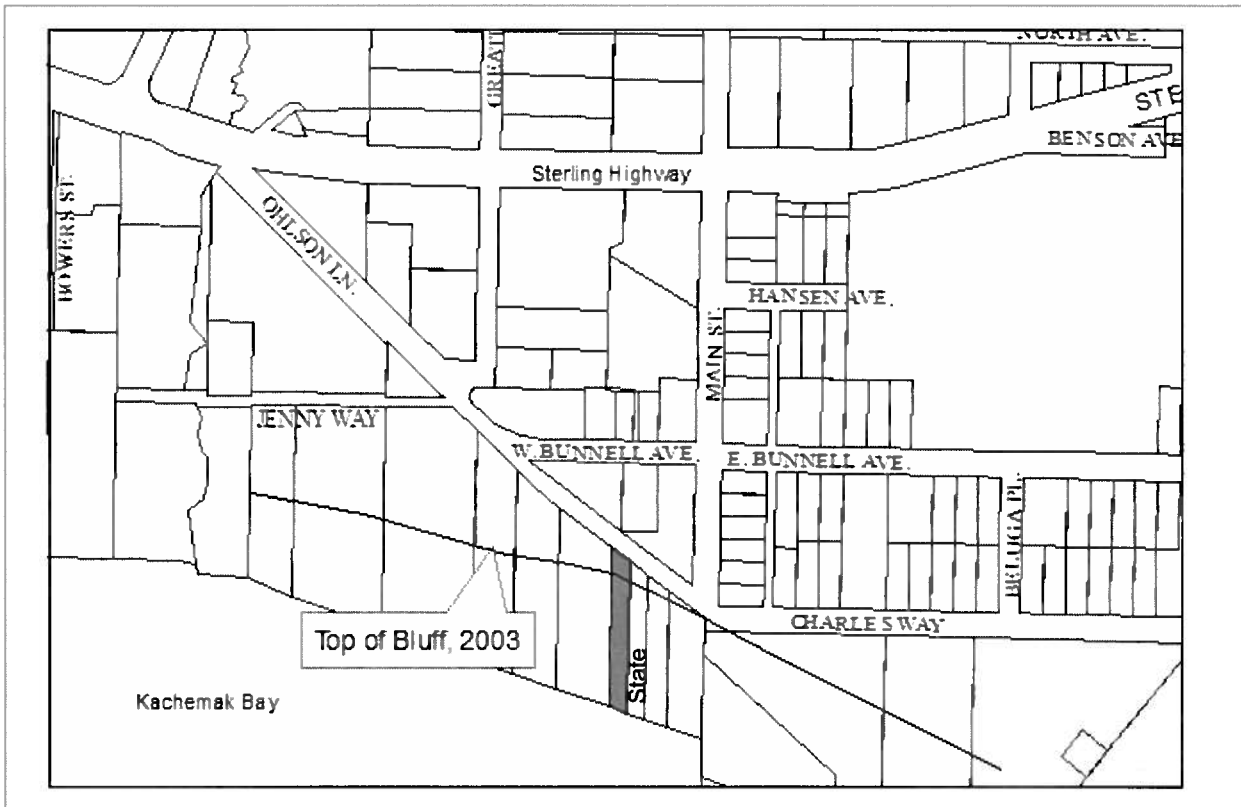 NORTH AVE.
GREATL
STE
BENSON AVE
Sterling Highway
BOWERS ST.
OHLSON LN.
HANSEN AVE.
MAIN ST.
JENNY WAY
W. BUNNELL AVE.
E. BUNNELL AVE.
BELUGA PL.
CHARLES WAY
Top of Bluff, 2003
State
Kachemak Bay